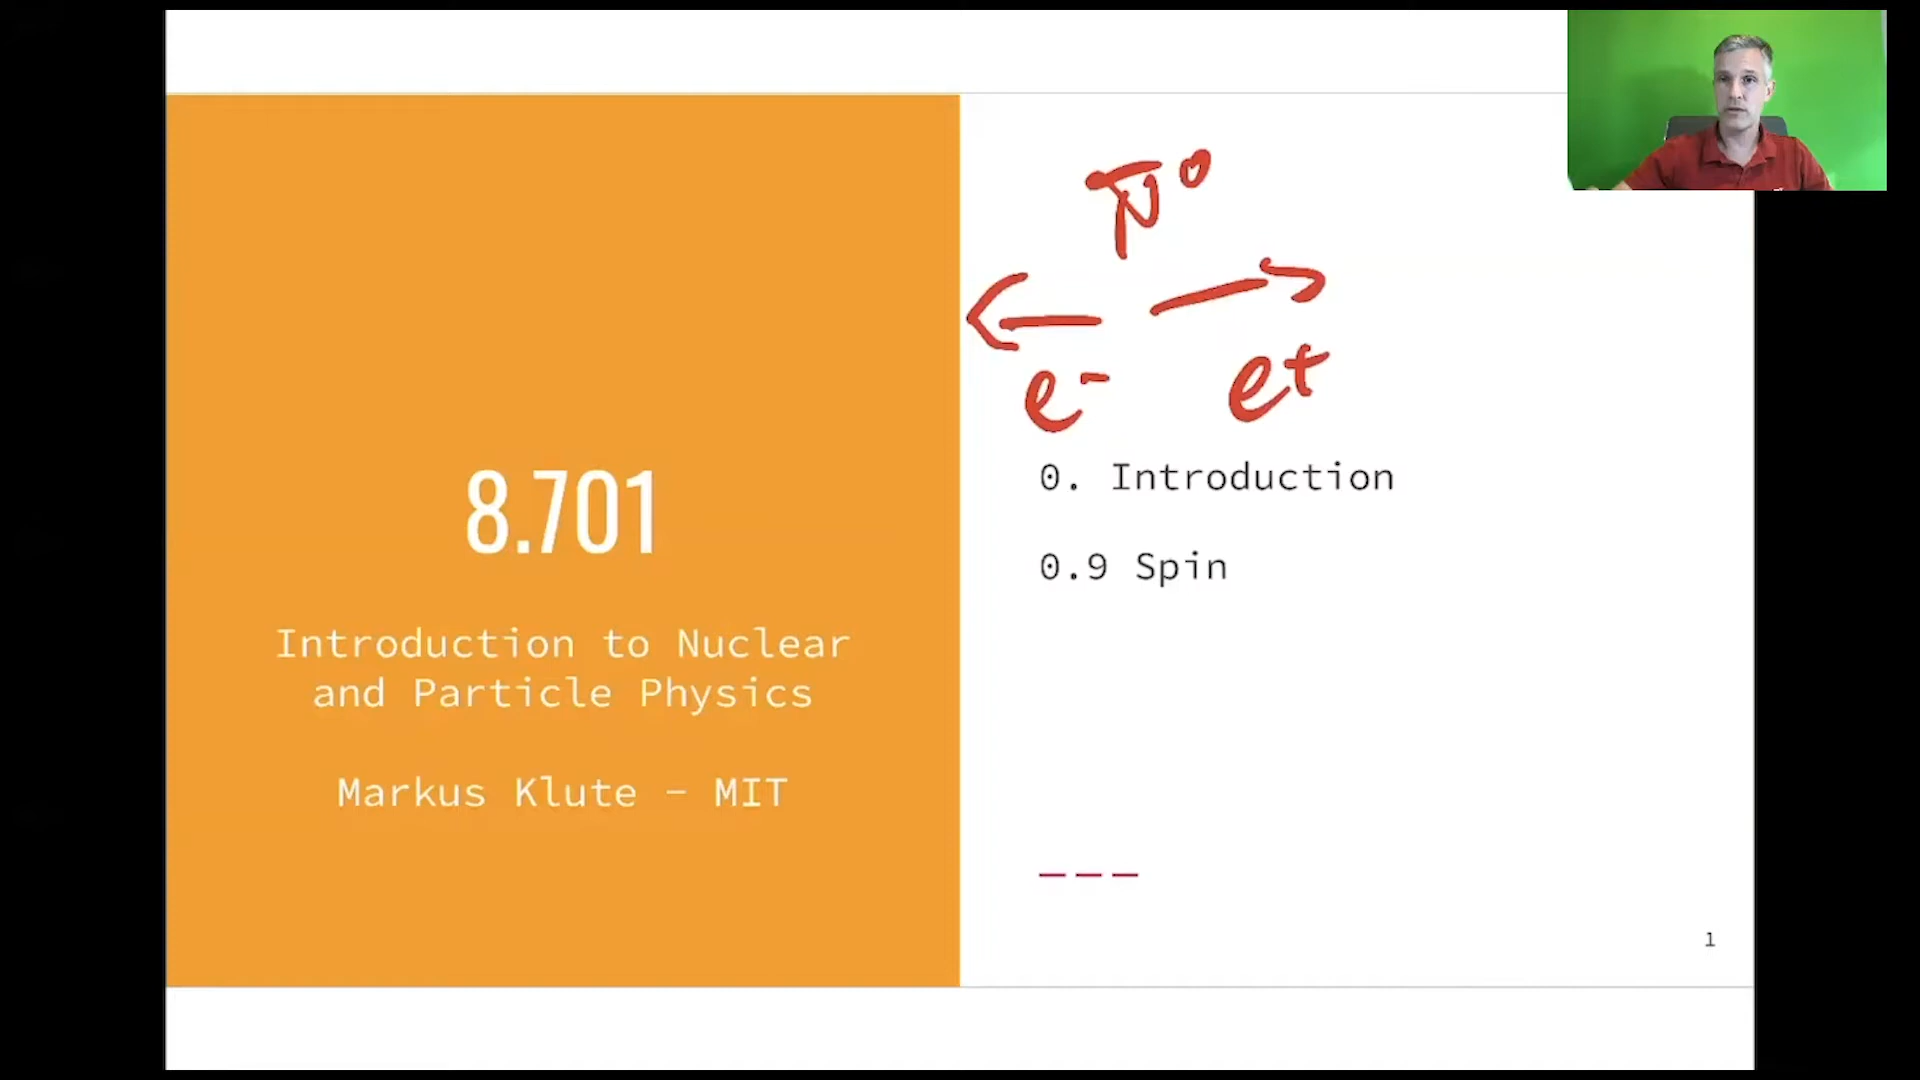 8.701
Introduction to Nuclear
and Particle Physics
Markus Klute - MIT
π⁰
e⁻ e⁺
0. Introduction
0.9 Spin
1